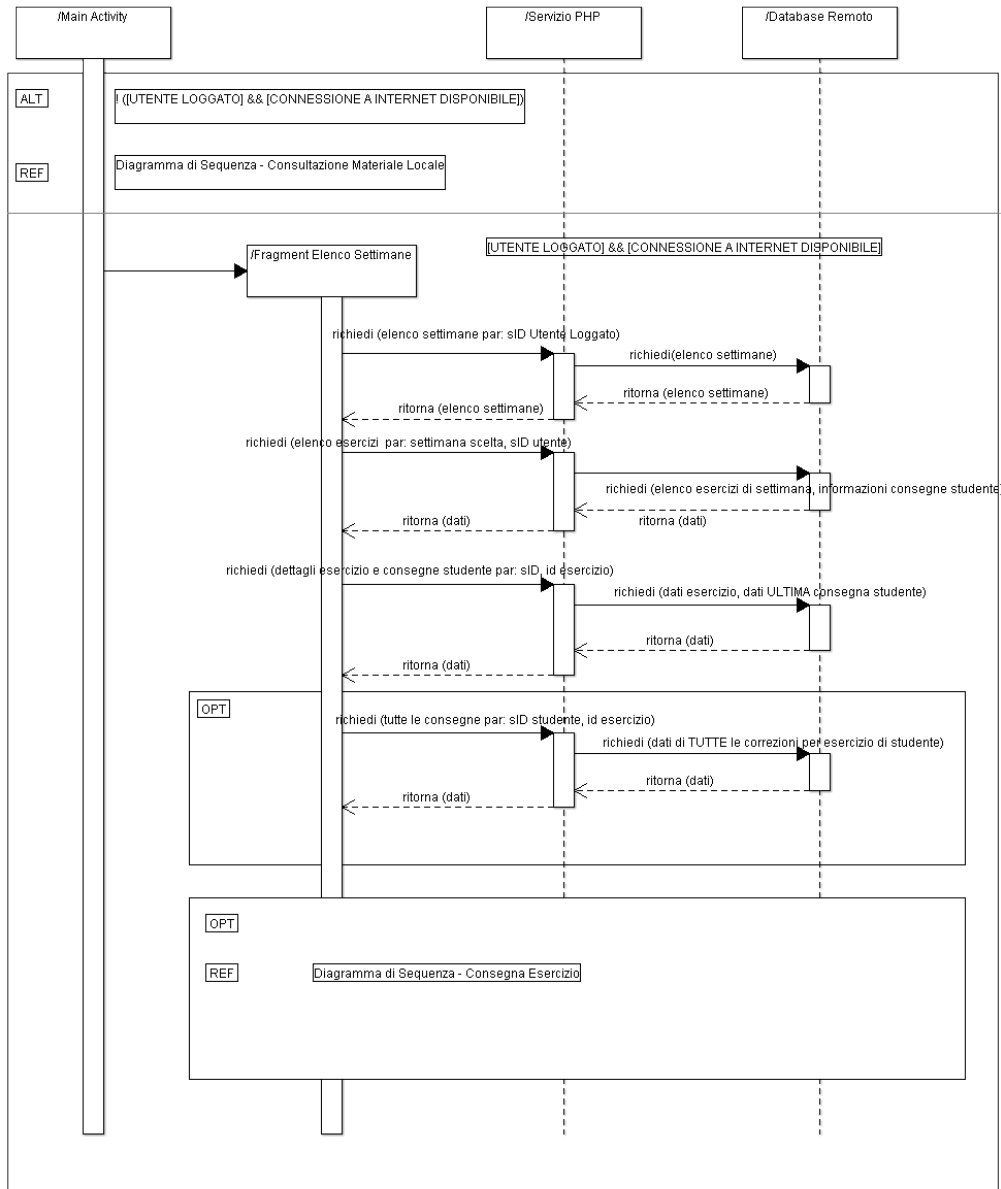 /Main Activity
/Servizio PHP
/Database Remoto
ALT
! ([UTENTE LOGGATO] && [CONNESSIONE A INTERNET DISPONIBILE])
REF
Diagramma di Sequenza - Consultazione Materiale Locale
[UTENTE LOGGATO] && [CONNESSIONE A INTERNET DISPONIBILE]
/Fragment Elenco Settimane
richiedi (elenco settimane par: sID Utente Loggato)
richiedi(elenco settimane)
ritorna (elenco settimane)
ritorna (elenco settimane)
richiedi (elenco esercizi  par: settimana scelta, sID utente)
richiedi (elenco esercizi di settimana, informazioni consegne studente)
ritorna (dati)
ritorna (dati)
richiedi (dettagli esercizio e consegne studente par: sID, id esercizio)
richiedi (dati esercizio, dati ULTIMA consegna studente)
ritorna (dati)
ritorna (dati)
OPT
richiedi (tutte le consegne par: sID studente, id esercizio)
richiedi (dati di TUTTE le correzioni per esercizio di studente)
ritorna (dati)
ritorna (dati)
OPT
REF
Diagramma di Sequenza - Consegna Esercizio